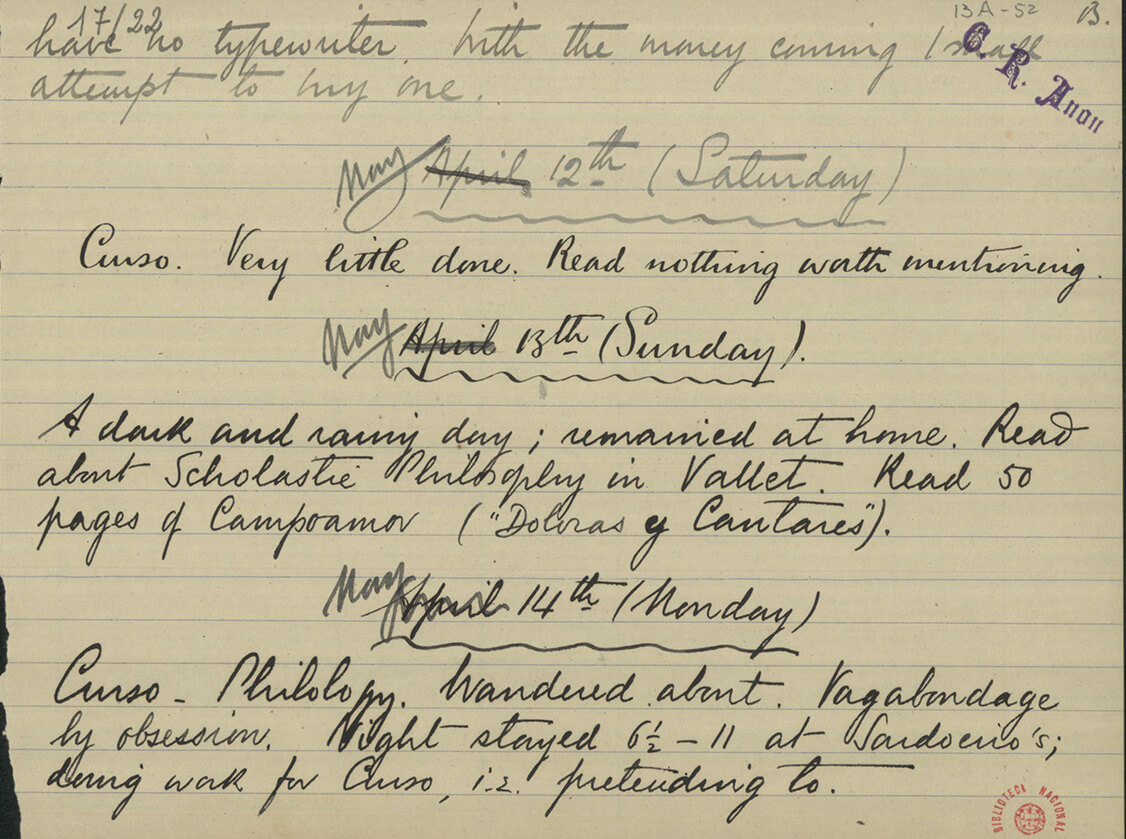 17/22
13A-52 B.
C. R. Anon
have no typewriter. With the money coming I shall
attempt to buy one.
May April 12th (Saturday)
Curso. Very little done. Read nothing worth mentioning.
May April 13th (Sunday).
A dark and rainy day; remained at home. Read
about Scholastic Philosophy in Vallet. Read 50
pages of Campoamor ("Doloras y Cantares").
May April 14th (Monday)
Curso - Philology. Wandered about. Vagabondage
by obsession. Night stayed 6½-11 at
doing work for Curso, i.e. pretending to.
BIBLIOTECA NACIONAL